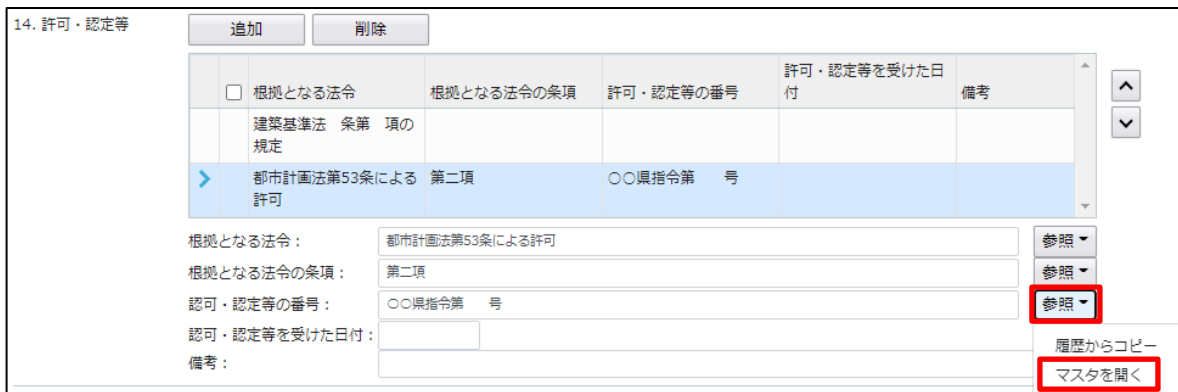 14. 許可・認定等
追加 削除
根拠となる法令 根拠となる法令の条項 許可・認定等の番号 許可・認定等を受けた日
付 備考
建築基準法　条第　項の
規定
都市計画法第53条による 第二項 〇〇県指令第　　号
許可
根拠となる法令： 都市計画法第53条による許可 参照
根拠となる法令の条項： 第二項 参照
認可・認定等の番号： 〇〇県指令第　　号 参照
認可・認定等を受けた日付：
備考：
履歴からコピー
マスタを開く